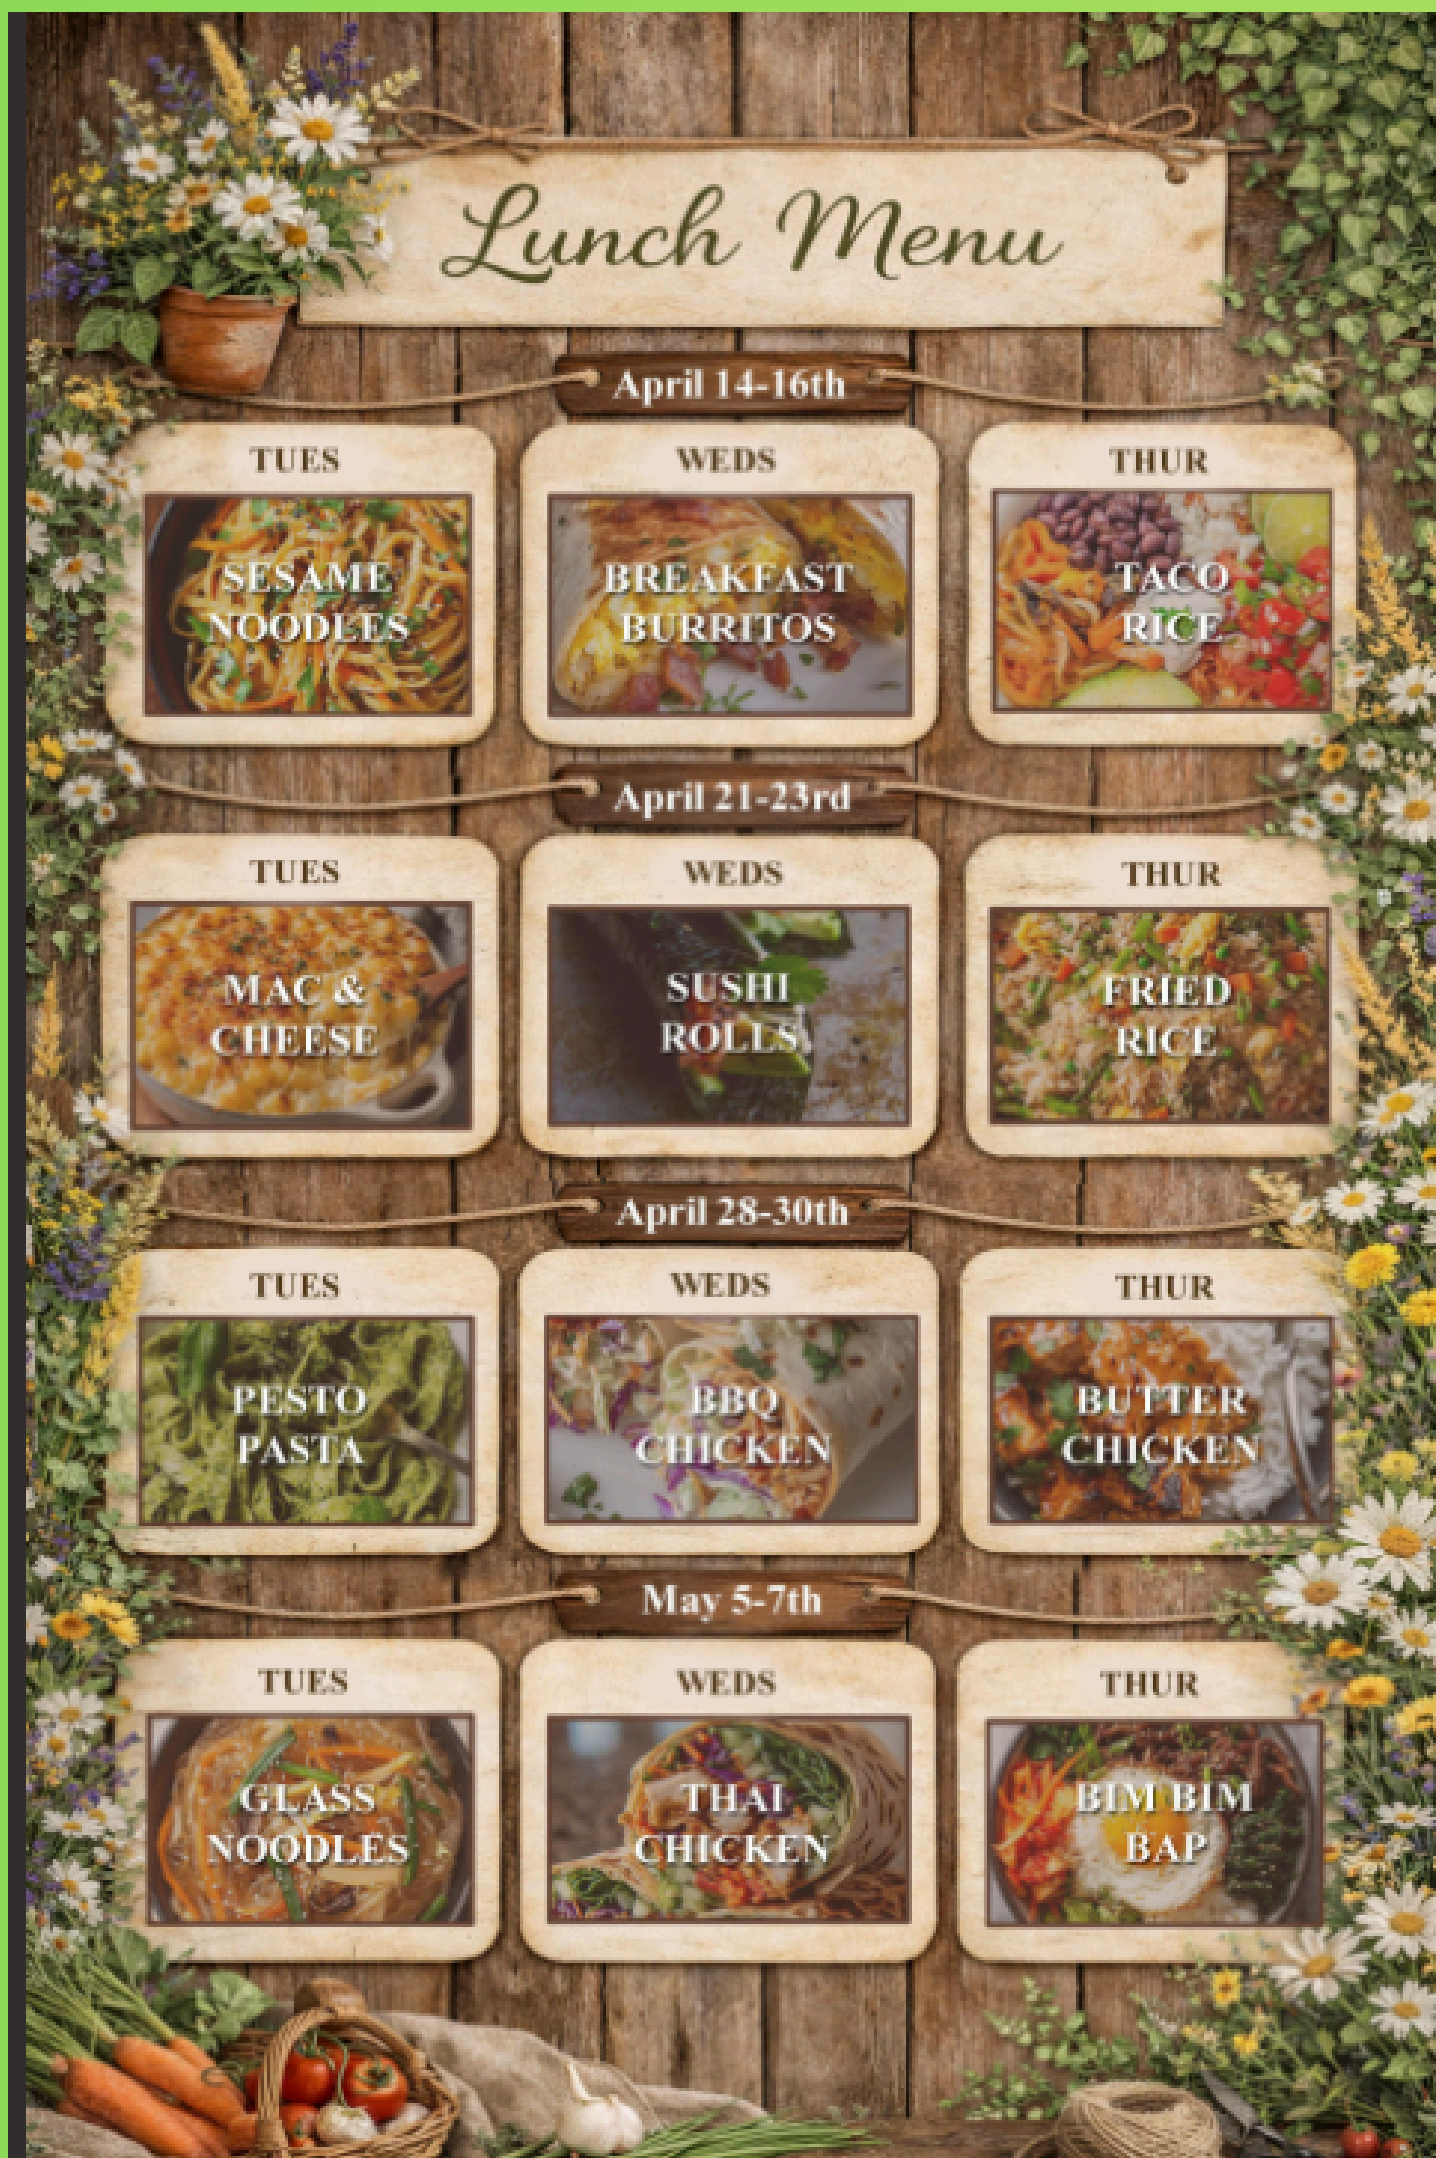 Lunch Menu
April 14-16th
TUES
WEDS
THUR
SESAME
NOODLES
BREAKFAST
BURRITOS
TACO
RICE
April 21-23rd
TUES
WEDS
THUR
MAC &
CHEESE
SUSHI
ROLLS
FRIED
RICE
April 28-30th
TUES
WEDS
THUR
PESTO
PASTA
BBQ
CHICKEN
BUTTER
CHICKEN
May 5-7th
TUES
WEDS
THUR
GLASS
NOODLES
THAI
CHICKEN
BIM BIM
BAP